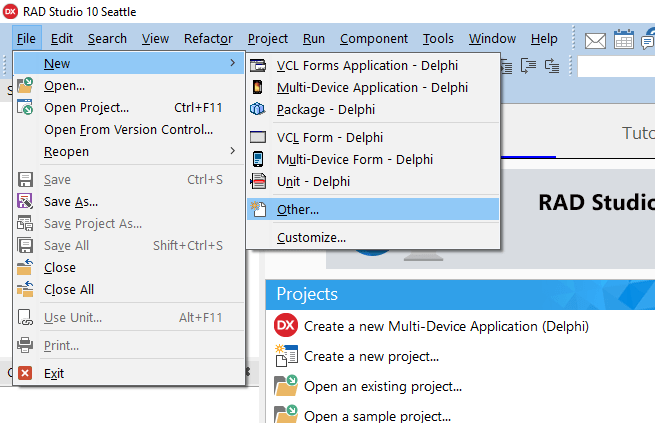 DX RAD Studio 10 Seattle
File Edit Search View Refactor Project Run Component Tools Window Help
New
Open...
Open Project... Ctrl+F11
Open From Version Control...
Reopen
Save Ctrl+S
Save As...
Save Project As...
Save All Shift+Ctrl+S
Close
Close All
Use Unit... Alt+F11
Print...
Exit
VCL Forms Application - Delphi
Multi-Device Application - Delphi
Package - Delphi
VCL Form - Delphi
Multi-Device Form - Delphi
Unit - Delphi
Other...
Customize...
Tuto
RAD Studio
Projects
DX Create a new Multi-Device Application (Delphi)
Create a new project...
Open an existing project...
Open a sample project...